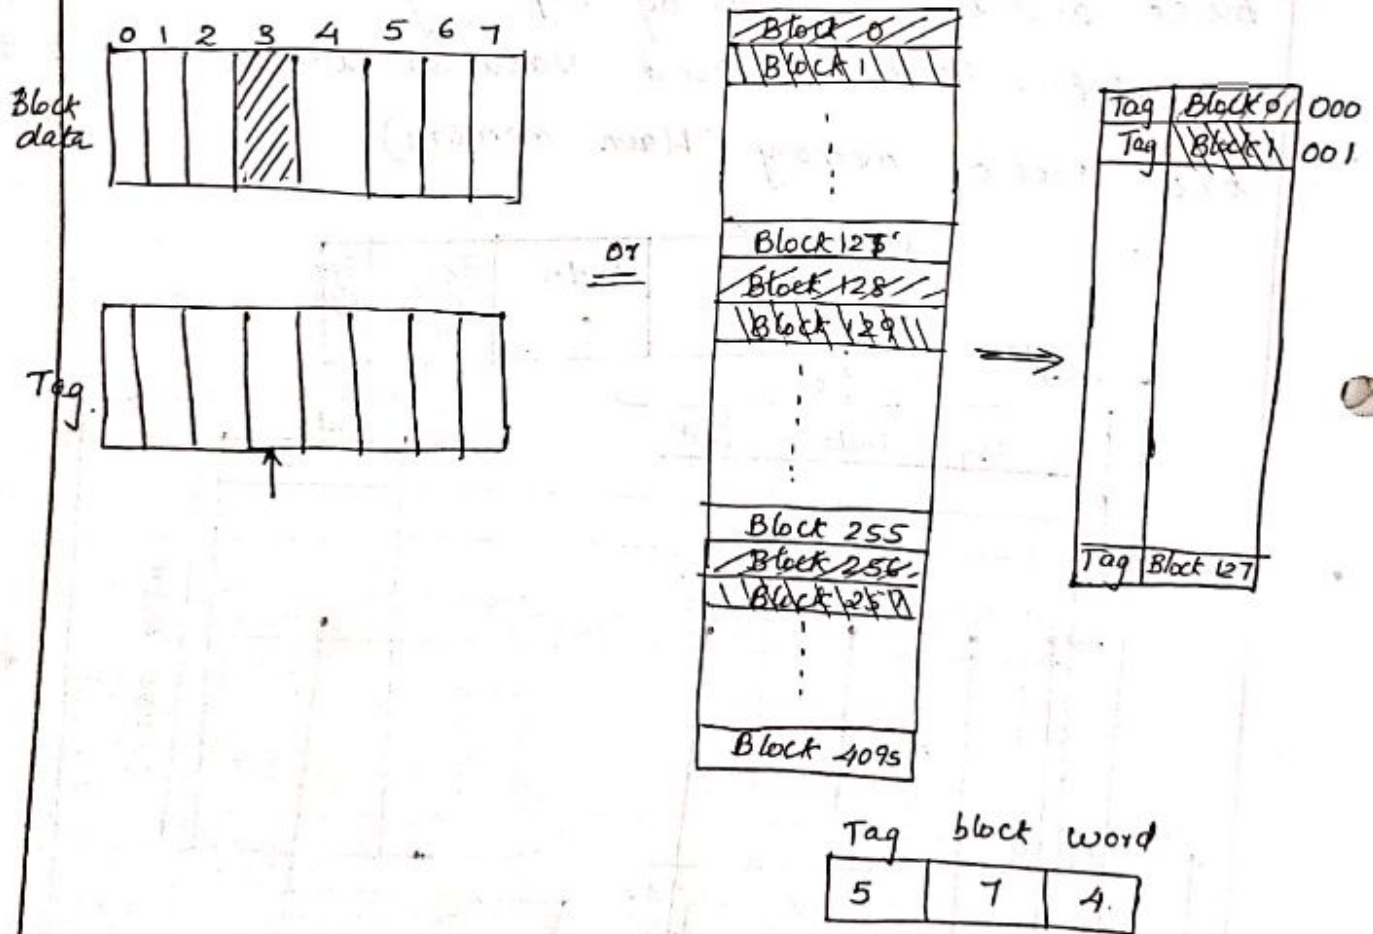 0 1 2 3 4 5 6 7
Block
data
Tag.
or
Block 0
Block 1
Block 127
Block 128
Block 129
Block 255
Block 256
Block 257
Block 4095
Tag Block 0 000
Tag Block 1 001
Tag Block 127
Tag block word
5 7 4.